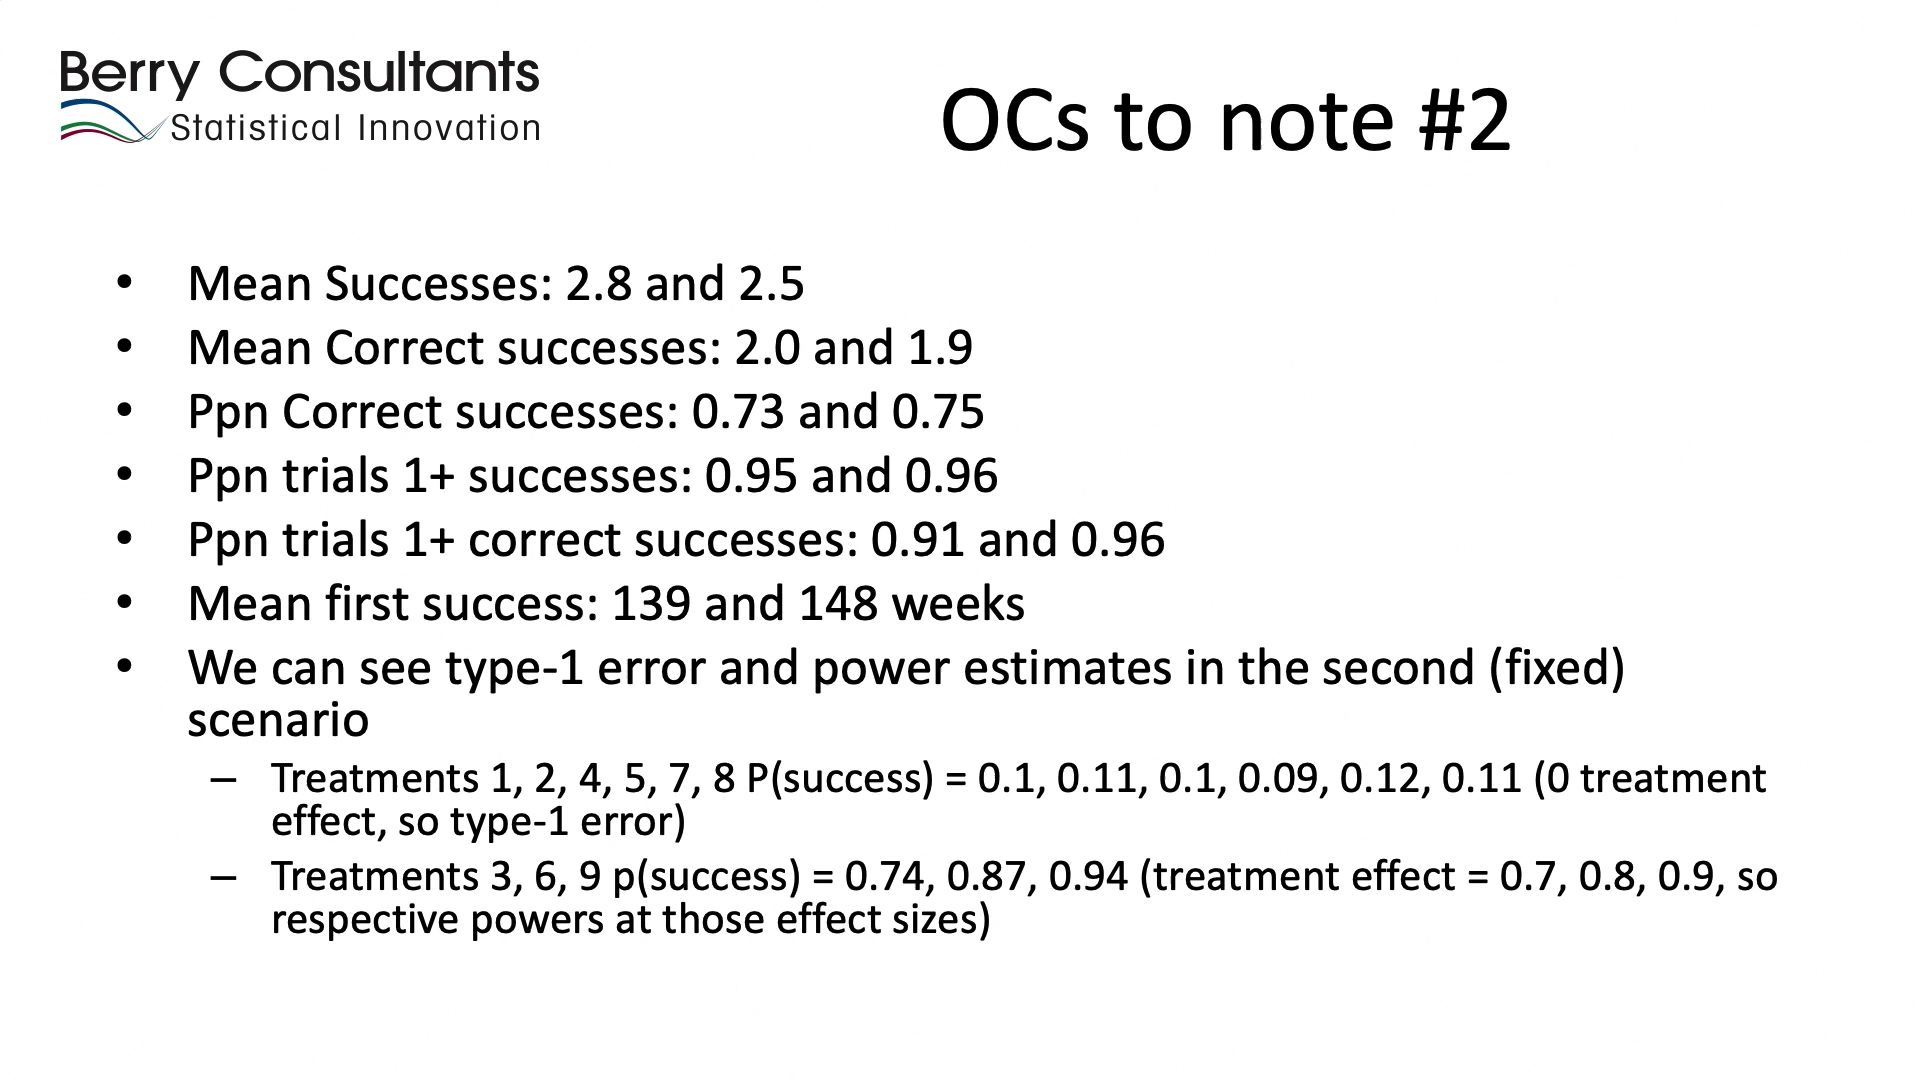 Berry Consultants
Statistical Innovation
OCs to note #2
• Mean Successes: 2.8 and 2.5
• Mean Correct successes: 2.0 and 1.9
• Ppn Correct successes: 0.73 and 0.75
• Ppn trials 1+ successes: 0.95 and 0.96
• Ppn trials 1+ correct successes: 0.91 and 0.96
• Mean first success: 139 and 148 weeks
• We can see type-1 error and power estimates in the second (fixed)
scenario
– Treatments 1, 2, 4, 5, 7, 8 P(success) = 0.1, 0.11, 0.1, 0.09, 0.12, 0.11 (0 treatment
effect, so type-1 error)
– Treatments 3, 6, 9 p(success) = 0.74, 0.87, 0.94 (treatment effect = 0.7, 0.8, 0.9, so
respective powers at those effect sizes)